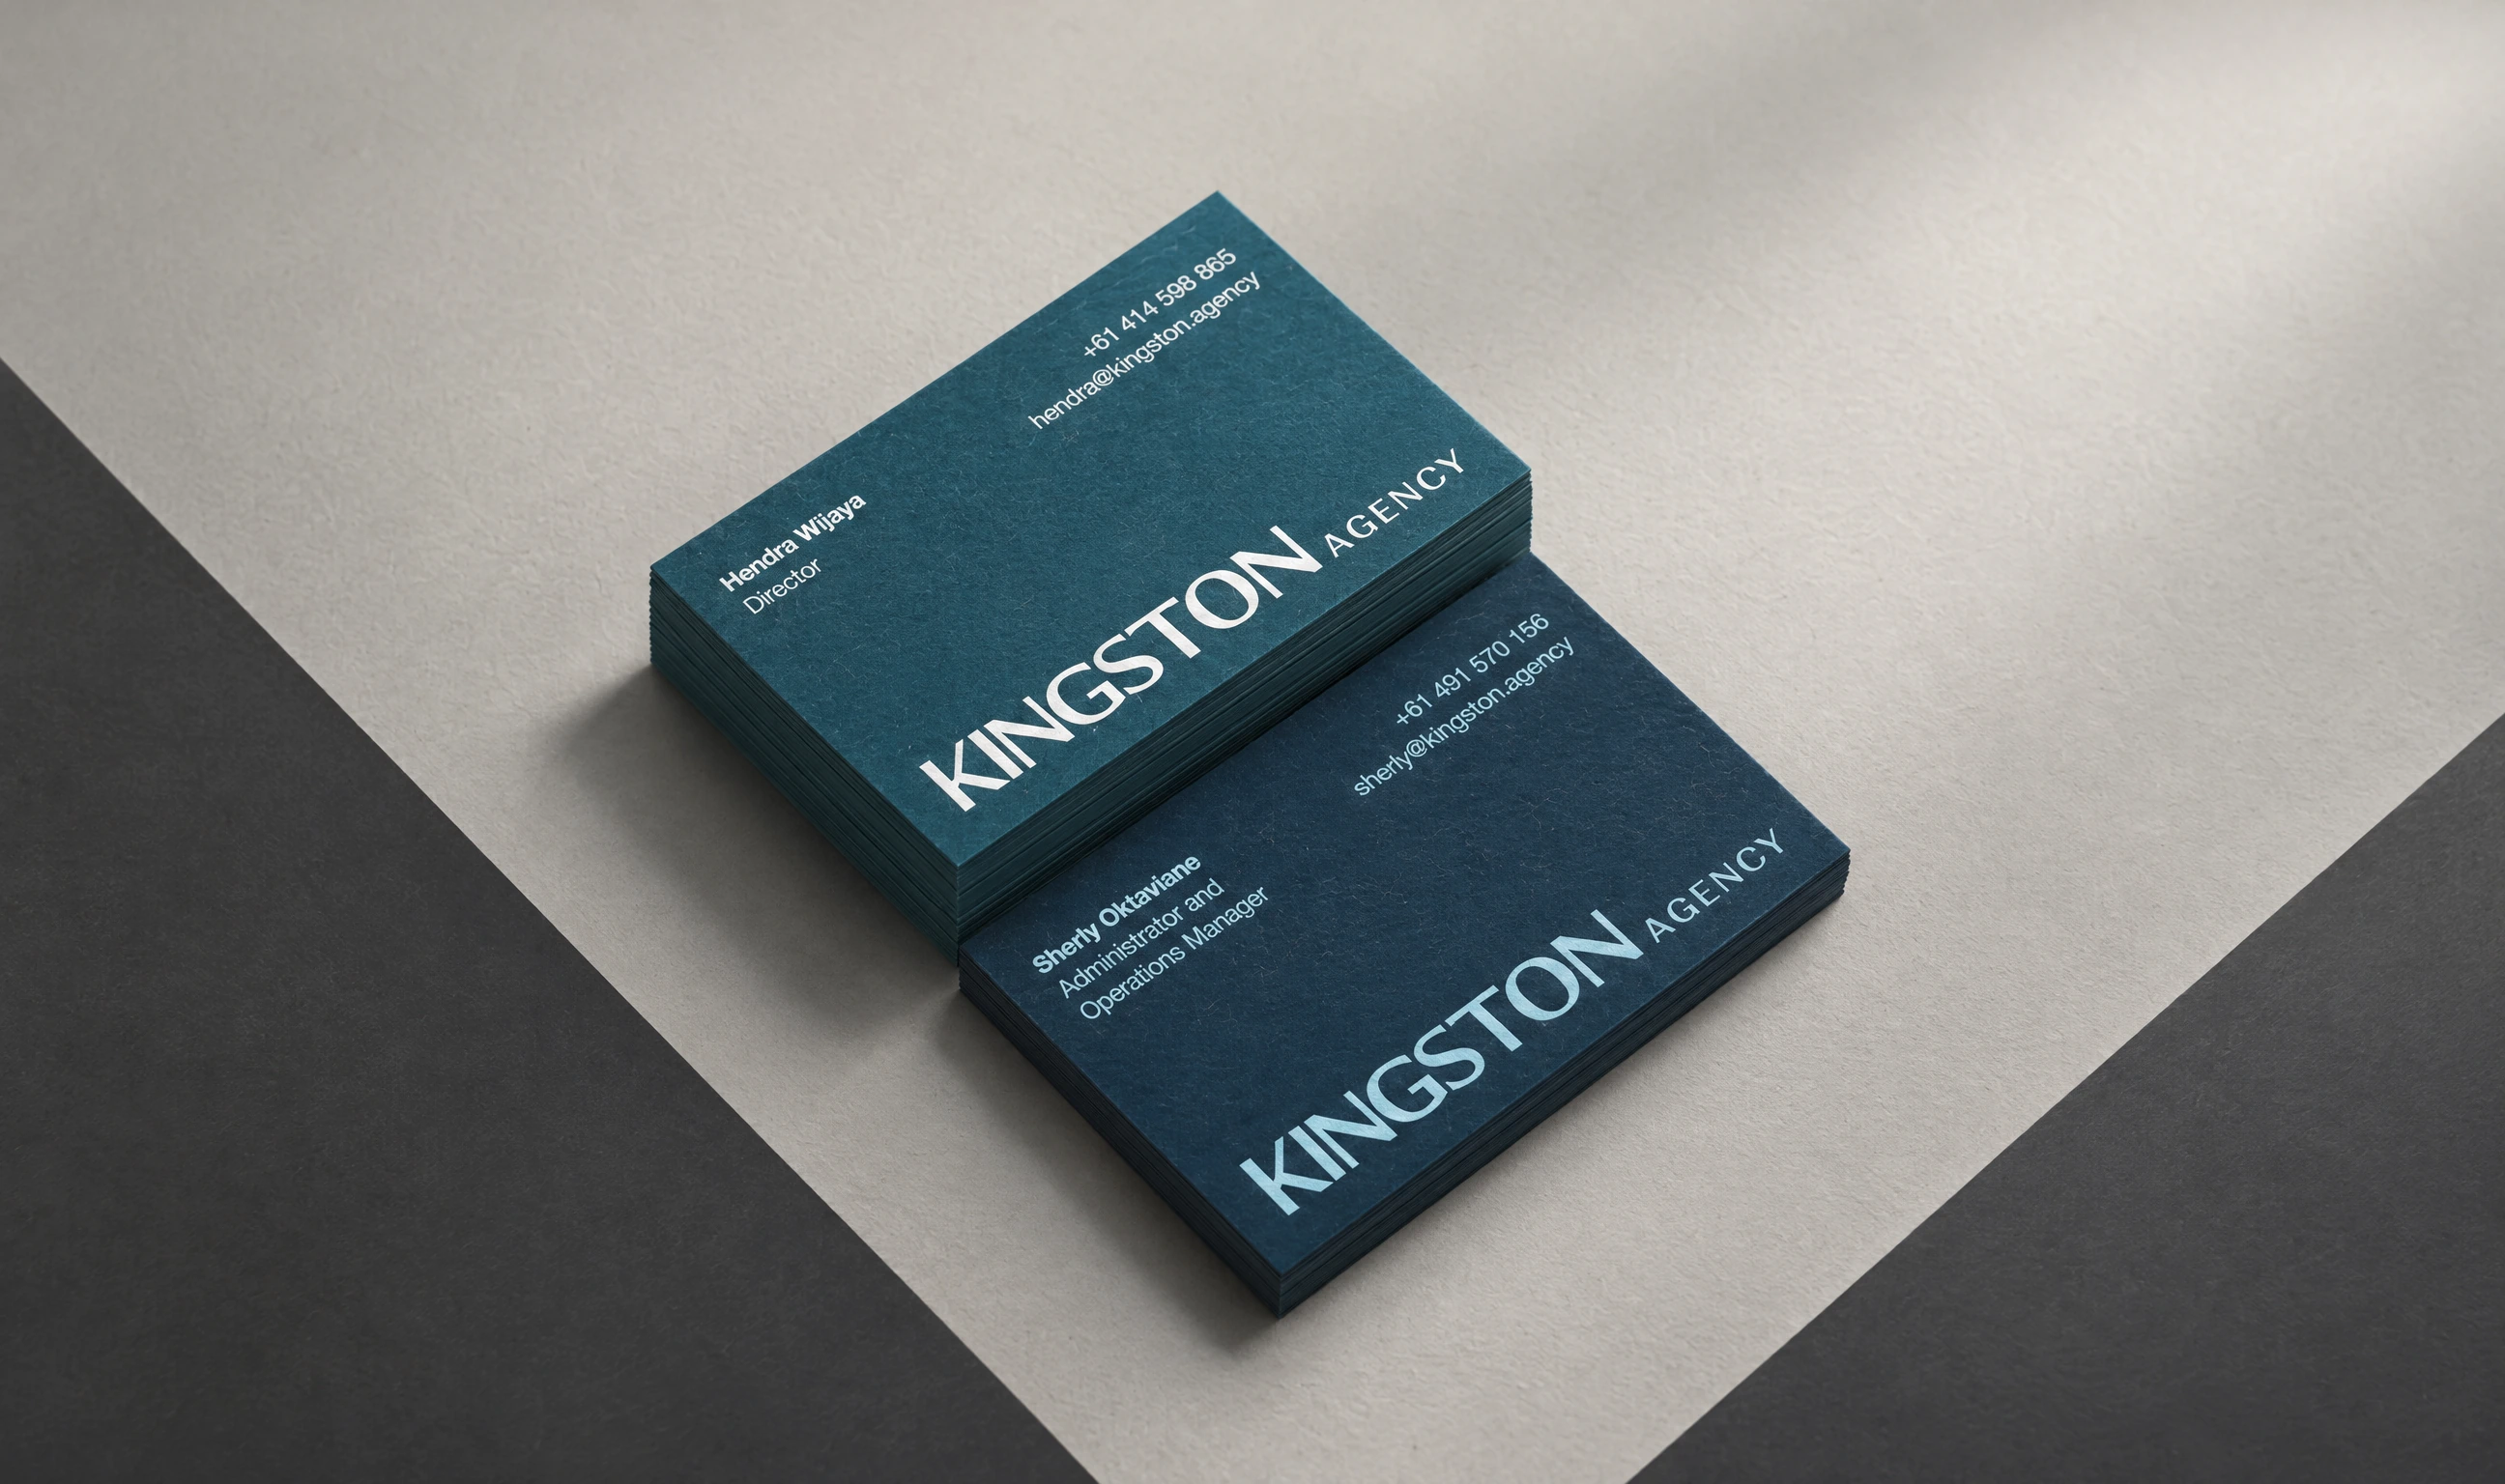 Hendra Wijaya
Director
+61 414 598 865
hendra@kingston.agency
KINGSTON AGENCY
Sherly Oktaviane
Administrator and
Operations Manager
+61 491 570 156
sherly@kingston.agency
KINGSTON AGENCY